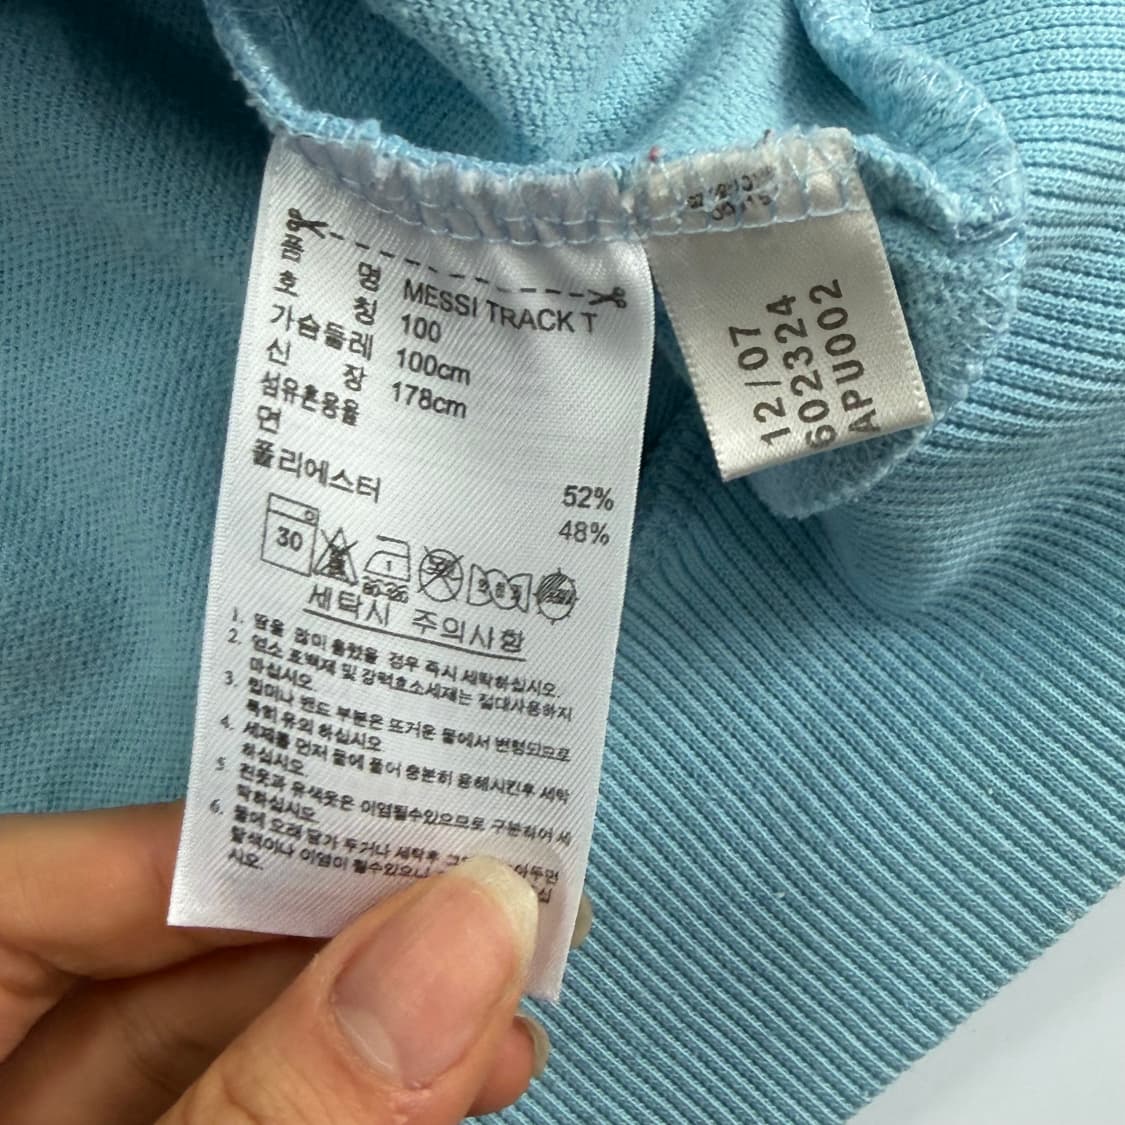 품 명 MESSI TRACK T
호 칭 100
가슴둘레 100cm
신 장 178cm
섬유혼용율
면 52%
폴리에스터 48%
30
세탁시 주의사항
1. 땀을 많이 흘렸을 경우 즉시 세탁하십시오.
2. 염소 표백제 및 강력효소세제는 절대사용하지
마십시오.
3. 립이나 밴드 부분은 뜨거운 물에서 변형되므로
특히 유의 하십시오
4. 세제를 먼저 물에 풀어 충분히 용해시킨후 세탁
하십시오.
5. 흰옷과 유색옷은 이염될수있으므로 구분하여 세
탁하십시오
6. 물에 오래 담가 두거나 세탁후
탈색이나 이염이 될수있으니
시오.
12/07
602324
APU002